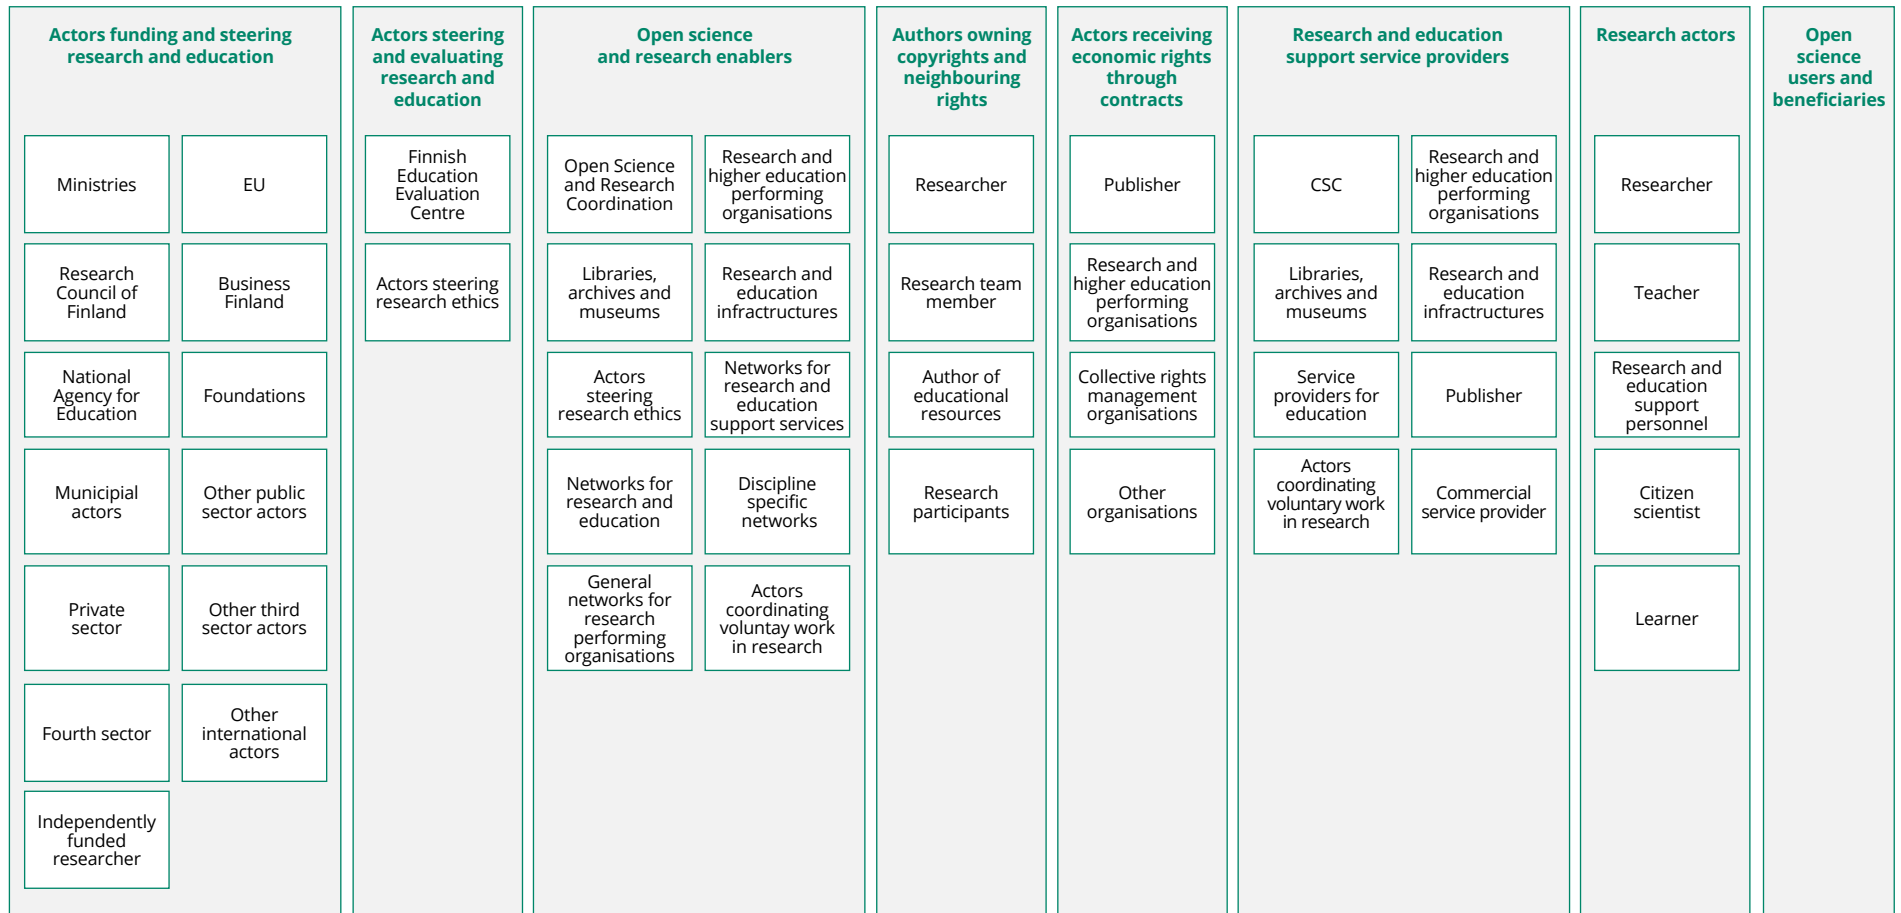 Actors funding and steering
research and education
Ministries
EU
Research
Council of
Finland
Business
Finland
National
Agency for
Education
Foundations
Municipial
actors
Other public
sector actors
Private
sector
Other third
sector actors
Fourth sector
Other
international
actors
Independently
funded
researcher
Actors steering
and evaluating
research and
education
Finnish
Education
Evaluation
Centre
Actors steering
research ethics
Open science
and research enablers
Open Science
and Research
Coordination
Research and
higher education
performing
organisations
Libraries,
archives and
museums
Research and
education
infractructures
Actors
steering
research ethics
Networks for
research and
education
support services
Networks for
research and
education
Discipline
specific
networks
General
networks for
research
performing
organisations
Actors
coordinating
voluntay work
in research
Authors owning
copyrights and
neighbouring
rights
Researcher
Research team
member
Author of
educational
resources
Research
participants
Actors receiving
economic rights
through
contracts
Publisher
Research and
higher education
performing
organisations
Collective rights
management
organisations
Other
organisations
Research and education
support service providers
CSC
Research and
higher education
performing
organisations
Libraries,
archives and
museums
Research and
education
infractructures
Service
providers for
education
Publisher
Actors
coordinating
voluntary work
in research
Commercial
service provider
Research actors
Researcher
Teacher
Research and
education
support
personnel
Citizen
scientist
Learner
Open
science
users and
beneficiaries